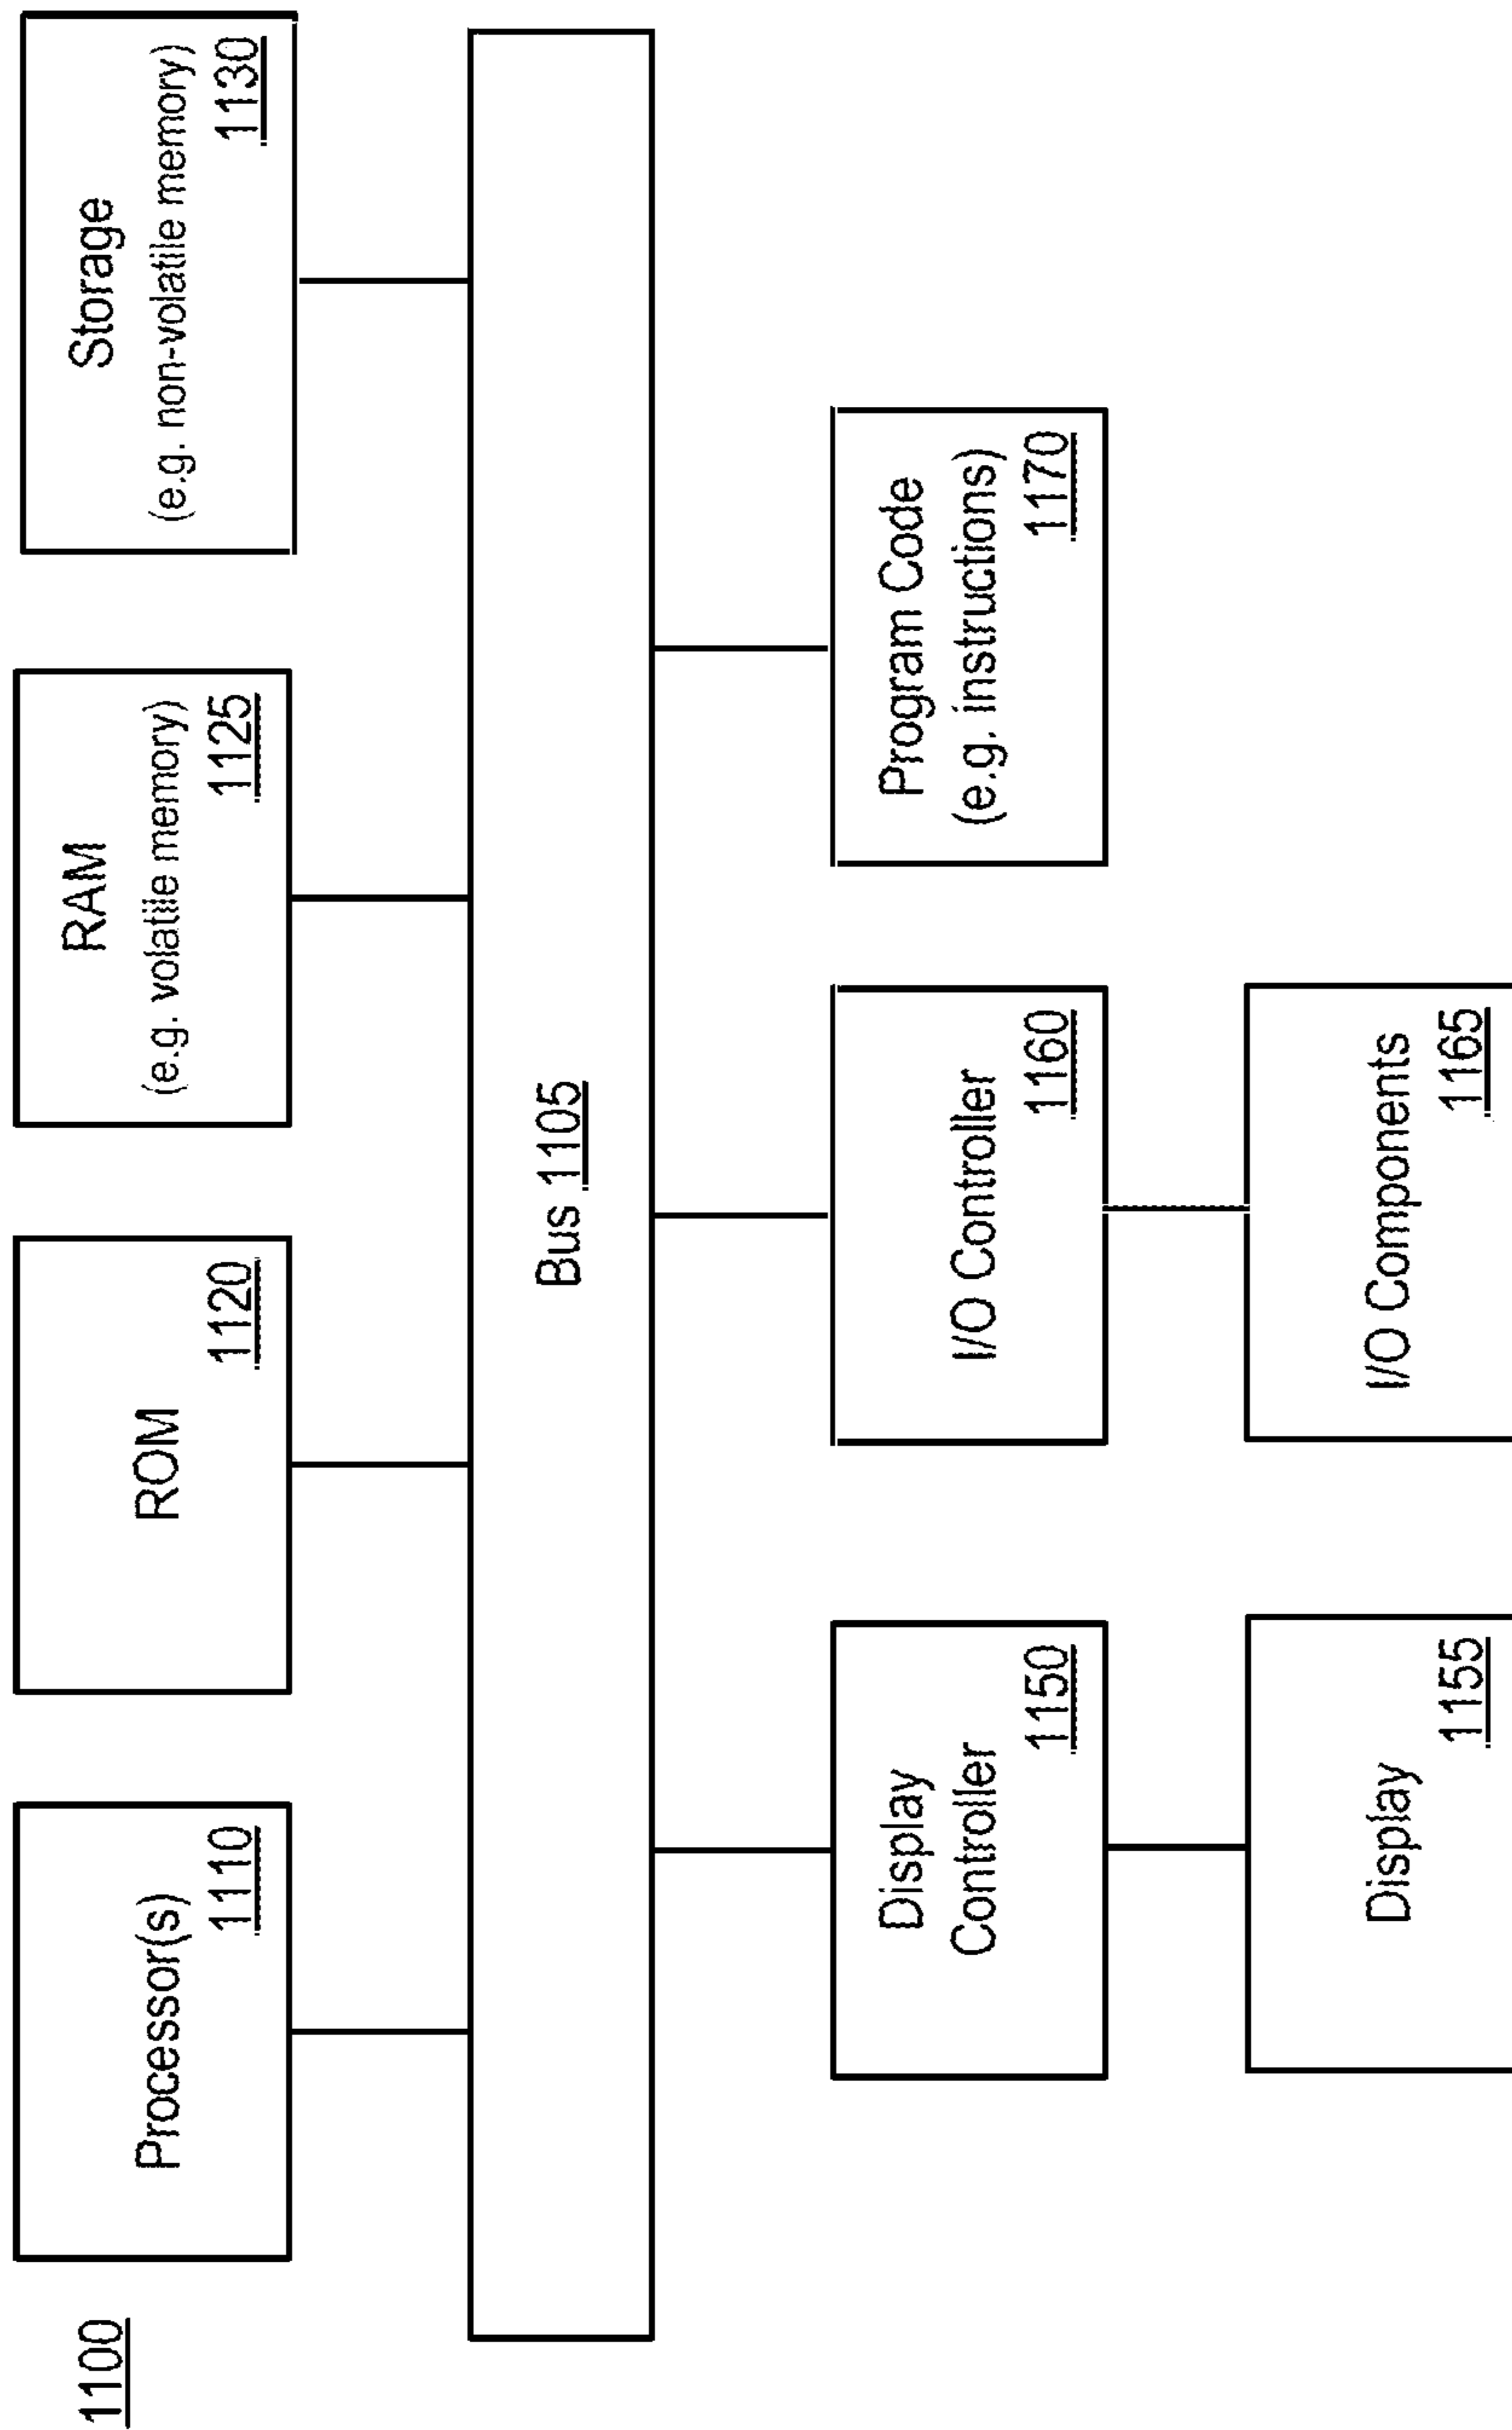 1100
Processor(s)
1110
ROM
1120
RAM
(e.g. volatile memory)
1125
Storage
(e.g. non-volatile memory)
1130
Bus 1105
Display
Controller
1150
I/O Controller
1160
Program Code
(e.g. instructions)
1170
Display
1155
I/O Components
1165